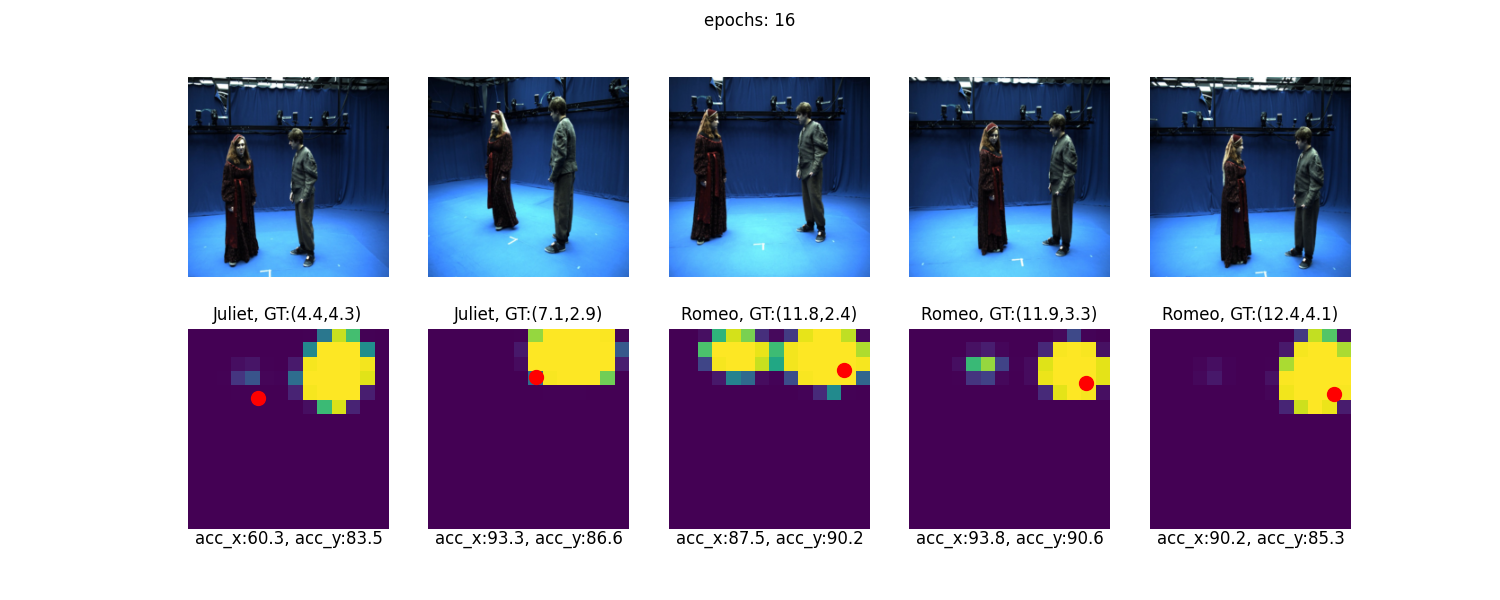 epochs: 16
Juliet, GT:(4.4,4.3)
Juliet, GT:(7.1,2.9)
Romeo, GT:(11.8,2.4)
Romeo, GT:(11.9,3.3)
Romeo, GT:(12.4,4.1)
acc_x:60.3, acc_y:83.5
acc_x:93.3, acc_y:86.6
acc_x:87.5, acc_y:90.2
acc_x:93.8, acc_y:90.6
acc_x:90.2, acc_y:85.3